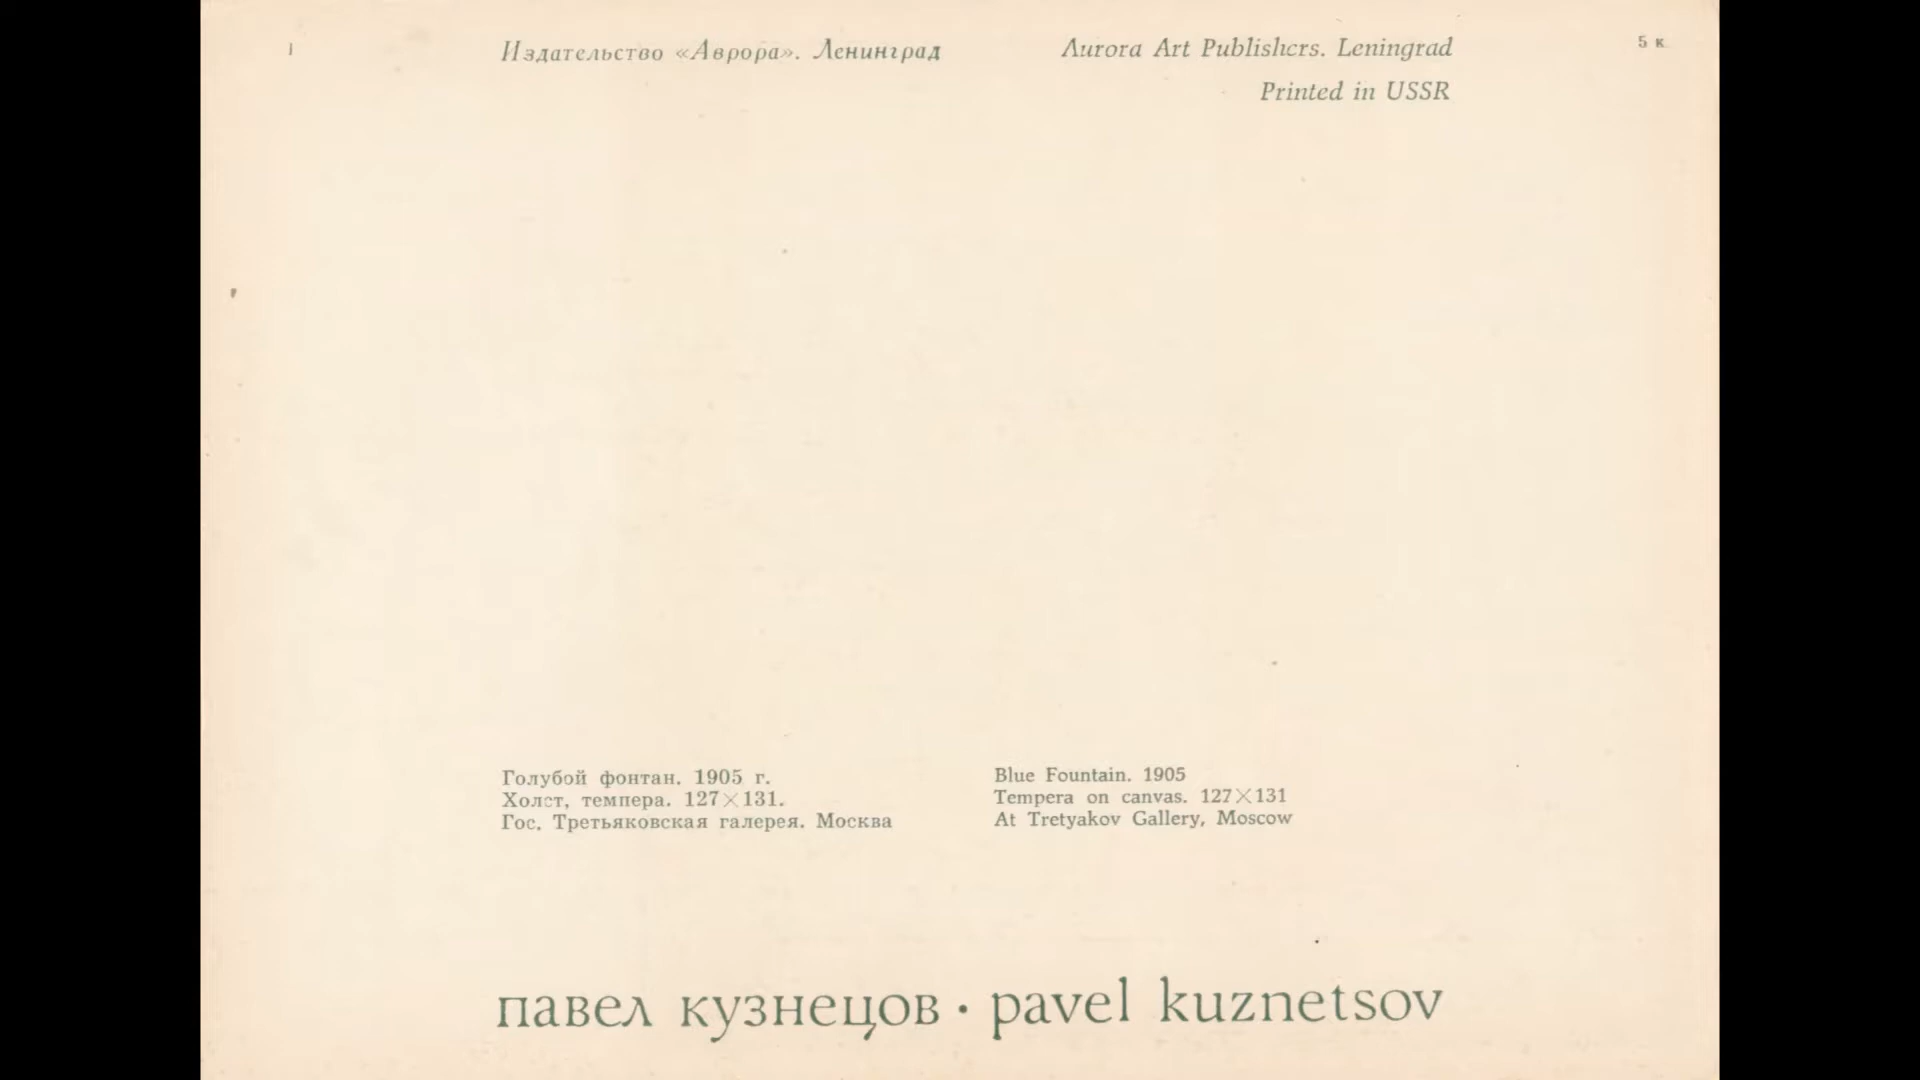 1
Издательство «Аврора». Ленинград
Aurora Art Publishers. Leningrad
Printed in USSR
5 к.
Голубой фонтан. 1905 г.
Холст, темпера. 127×131.
Гос. Третьяковская галерея. Москва
Blue Fountain. 1905
Tempera on canvas. 127×131
At Tretyakov Gallery, Moscow
павел кузнецов · pavel kuznetsov